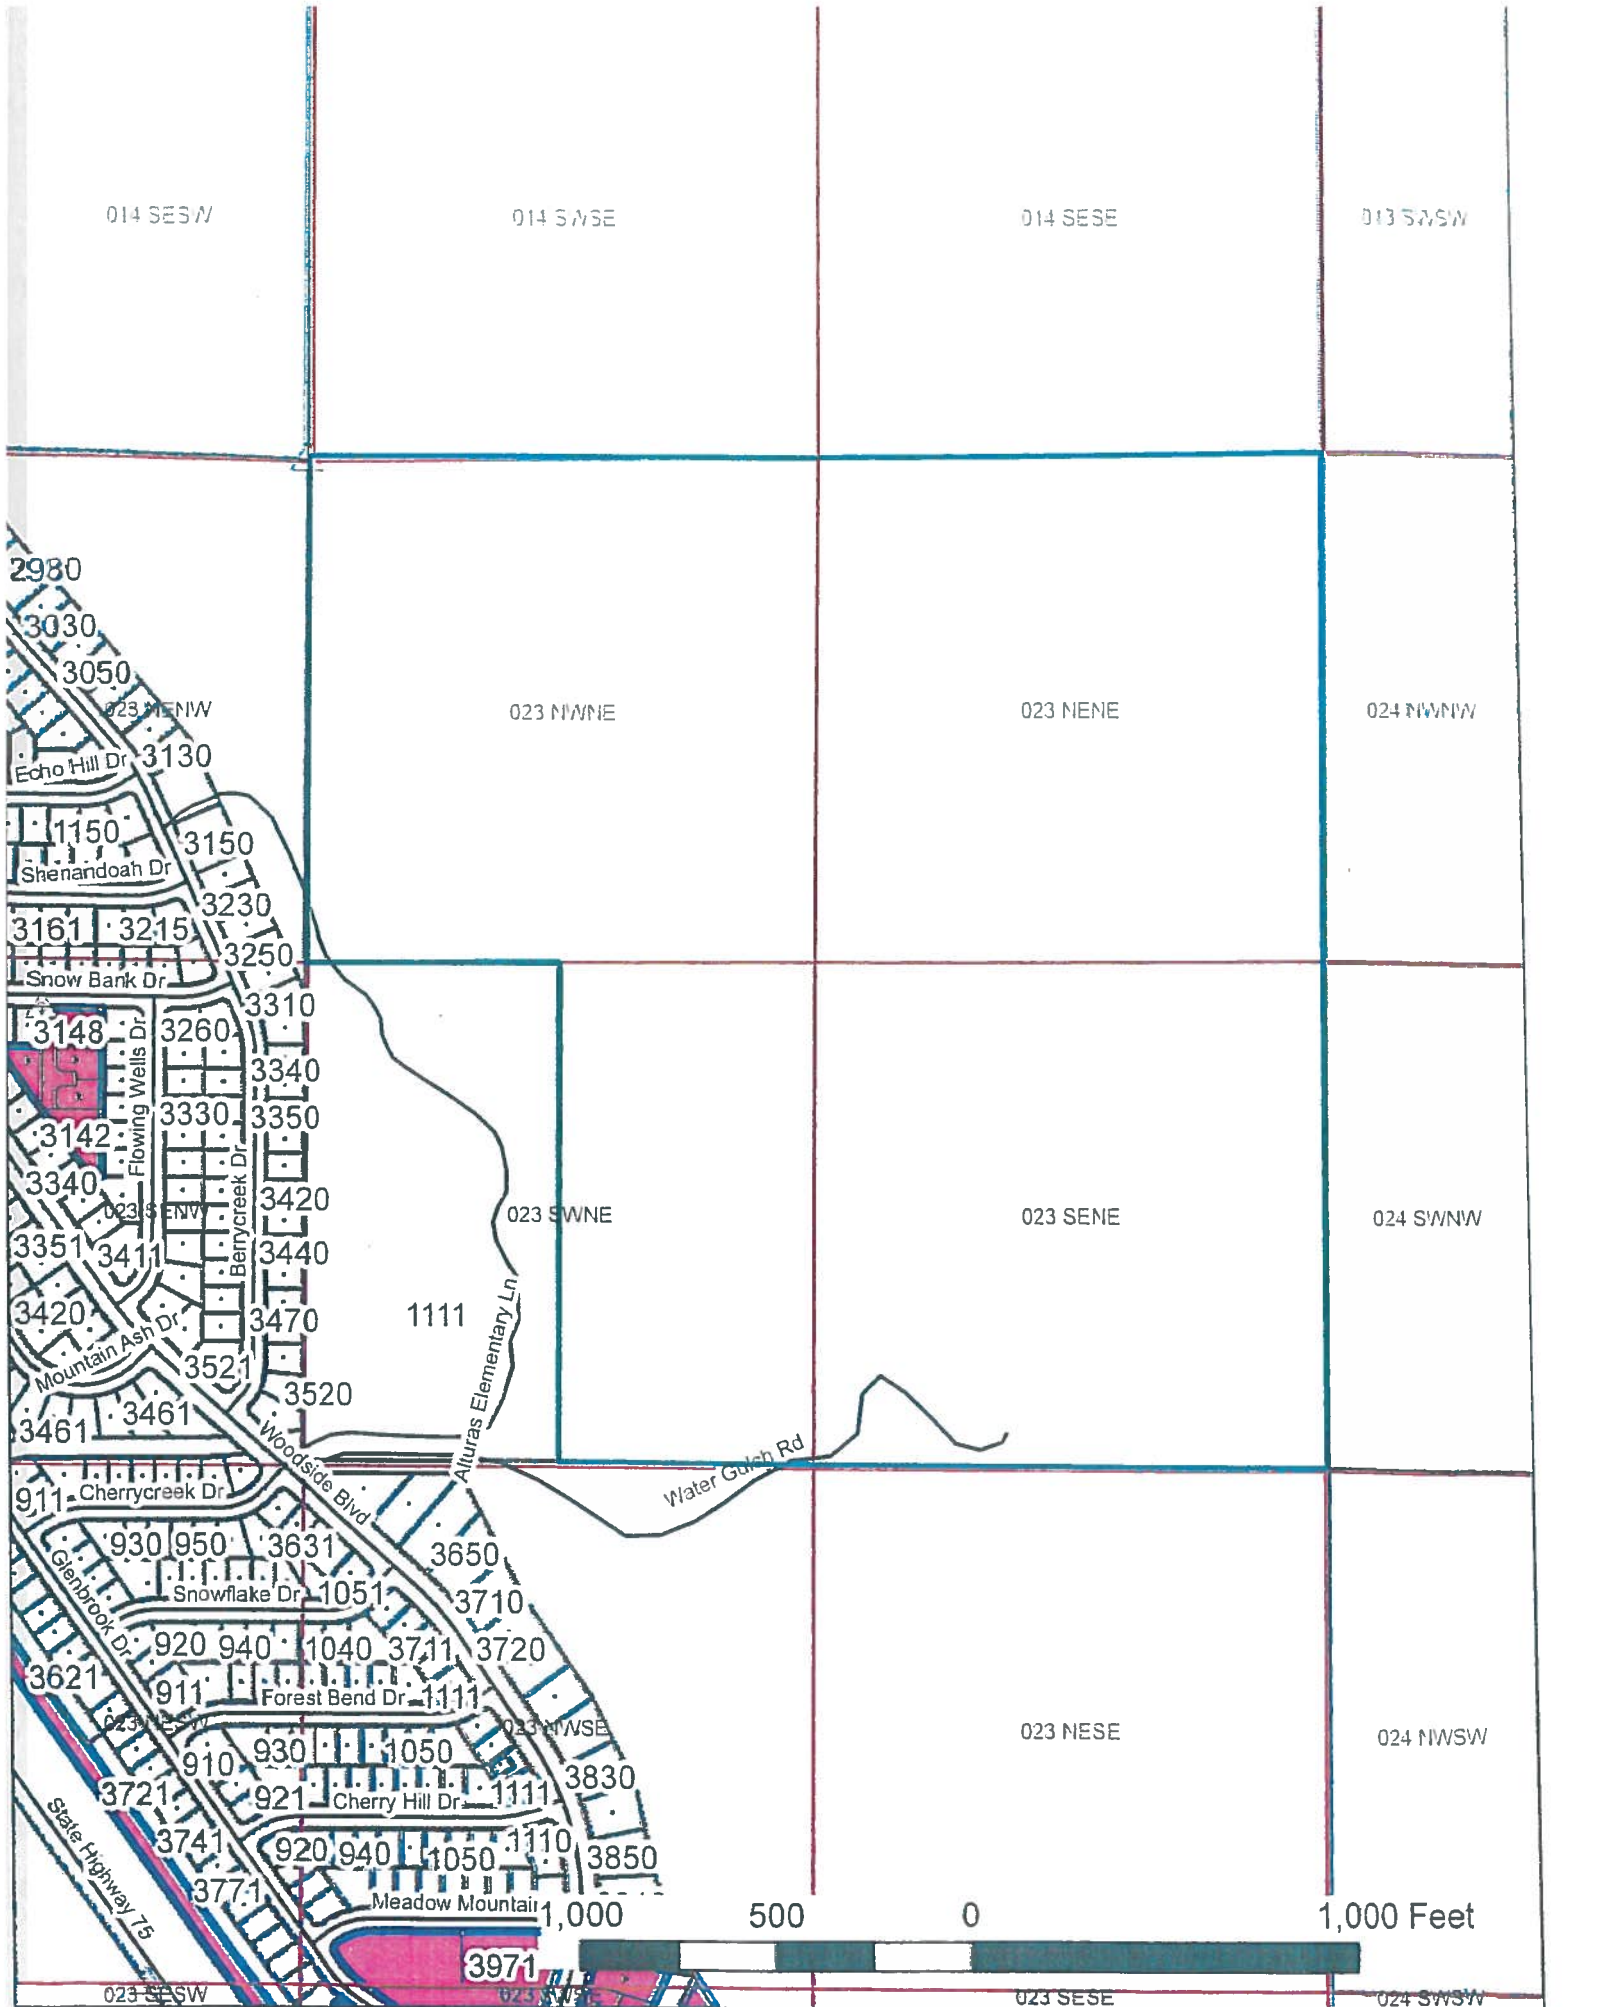 014 SESW
014 SWSE
014 SESE
013 SWSW
2980
3030
3050
023 NENW
023 NWNE
023 NENE
024 NWNW
3130
Echo Hill Dr
1150
3150
Shenandoah Dr
3230
3161
3215
3250
Snow Bank Dr
3310
3148
3260
Flowing Wells Dr
3340
3330
3350
3142
3340
Berrycreek Dr
3420
023 SENW
023 SWNE
023 SENE
024 SWNW
3351
3411
3440
3420
3470
1111
Alturas Elementary Ln
Mountain Ash Dr
3521
3520
3461
3461
Woodside Blvd
Water Gulch Rd
911
Cherrycreek Dr
930
950
3631
3650
Glenbrook Dr
Snowflake Dr
1051
3710
920
940
1040
3711
3720
3621
911
Forest Bend Dr
1111
023 NESW
023 NWSE
023 NESE
024 NWSW
910
930
1050
3830
3721
921
Cherry Hill Dr
1111
State Highway 75
3741
920
940
1050
1110
3850
3771
Meadow Mountain
1,000
500
0
1,000 Feet
3971
023 SESW
023 SWSE
023 SESE
024 SWSW